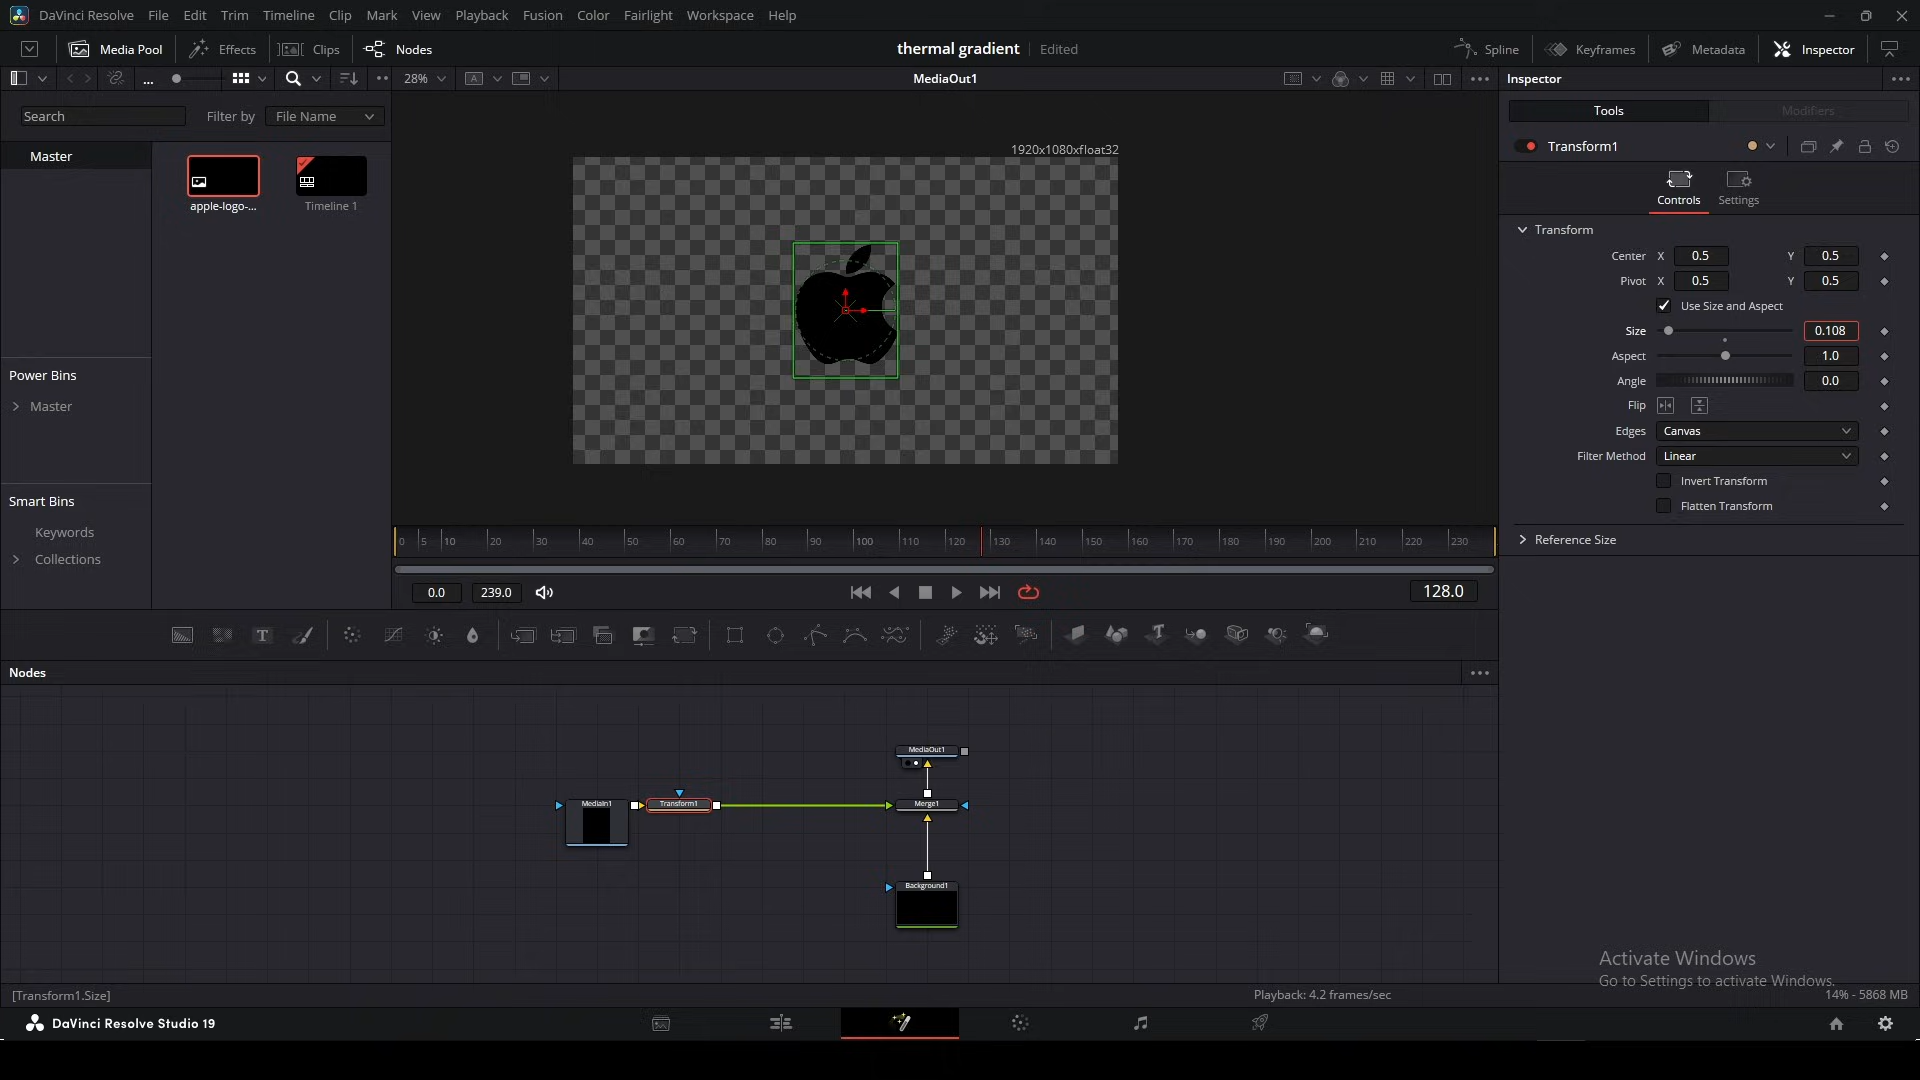 DaVinci Resolve File Edit Trim Timeline Clip Mark View Playback Fusion Color Fairlight Workspace Help
Media Pool Effects Clips Nodes thermal gradient Edited Spline Keyframes Metadata Inspector
... 28% A MediaOut1 Inspector
Search Filter by File Name
Tools Modifiers
Master
apple-logo-... Timeline 1
1920x1080xfloat32
Transform1
Controls Settings
Transform
Center X 0.5 Y 0.5
Pivot X 0.5 Y 0.5
Use Size and Aspect
Size 0.108
Aspect 1.0
Angle 0.0
Flip
Edges Canvas
Filter Method Linear
Invert Transform
Flatten Transform
Reference Size
Power Bins
Master
Smart Bins
Keywords
Collections
0 5 10 20 30 40 50 60 70 80 90 100 110 120 130 140 150 160 170 180 190 200 210 220 230
0.0 239.0 128.0
T T
Nodes
MediaOut1
MediaIn1 Transform1 Merge1
Background1
Activate Windows
Go to Settings to activate Windows.
[Transform1.Size] Playback: 4.2 frames/sec 14% - 5868 MB
DaVinci Resolve Studio 19